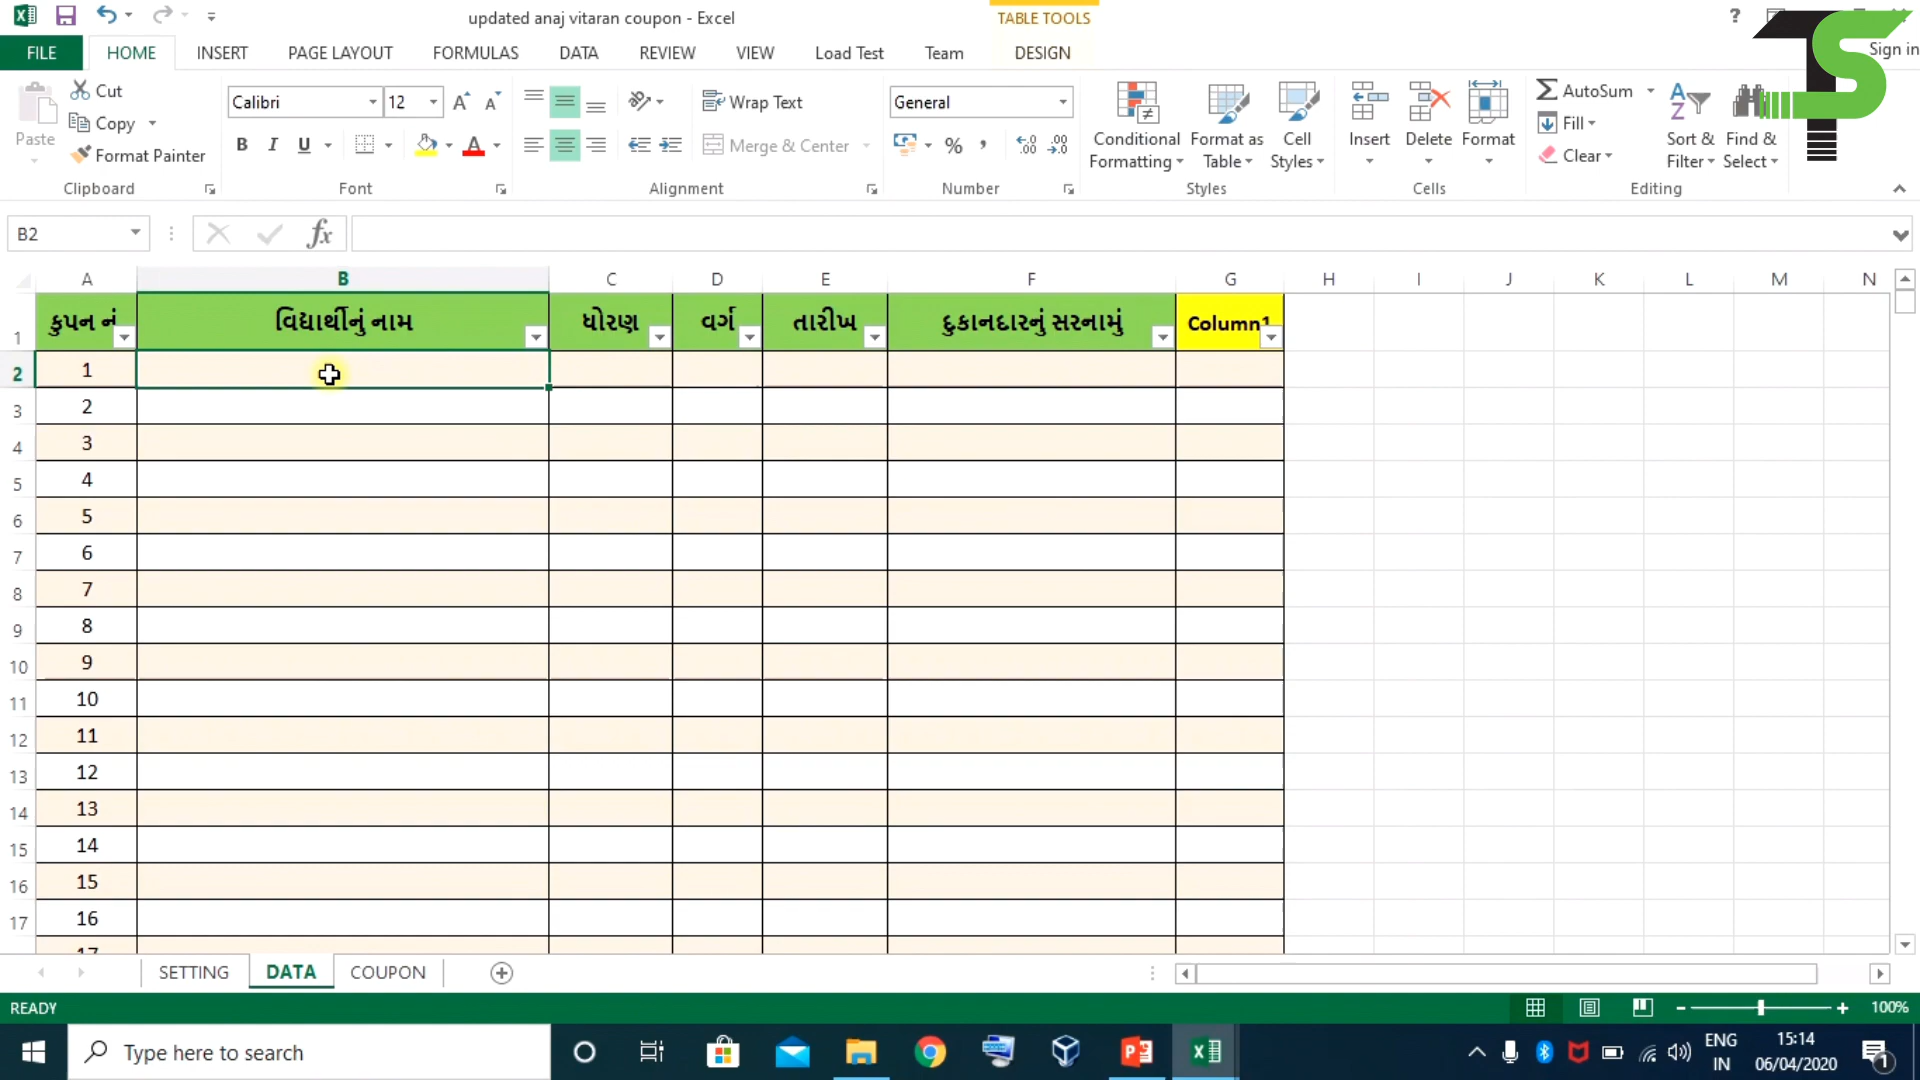 updated anaj vitaran coupon - Excel
TABLE TOOLS
?
Sign in
FILE HOME INSERT PAGE LAYOUT FORMULAS DATA REVIEW VIEW Load Test Team DESIGN
TS
Paste
Cut
Copy
Format Painter
Clipboard
Calibri 12
B I U
Font
Wrap Text
Merge & Center
Alignment
General
% , .00
Number
Conditional Formatting
Format as Table
Cell Styles
Styles
Insert Delete Format
Cells
AutoSum
Fill
Clear
Sort & Filter
Find & Select
Editing
B2
fx
A B C D E F G H I J K L M N
1 કુપન નં વિદ્યાર્થીનું નામ ધોરણ વર્ગ તારીખ દુકાનદારનું સરનામું Column1
2 1
3 2
4 3
5 4
6 5
7 6
8 7
9 8
10 9
11 10
12 11
13 12
14 13
15 14
16 15
17 16
17
SETTING DATA COUPON
READY
100%
Type here to search
ENG
IN
15:14
06/04/2020
1